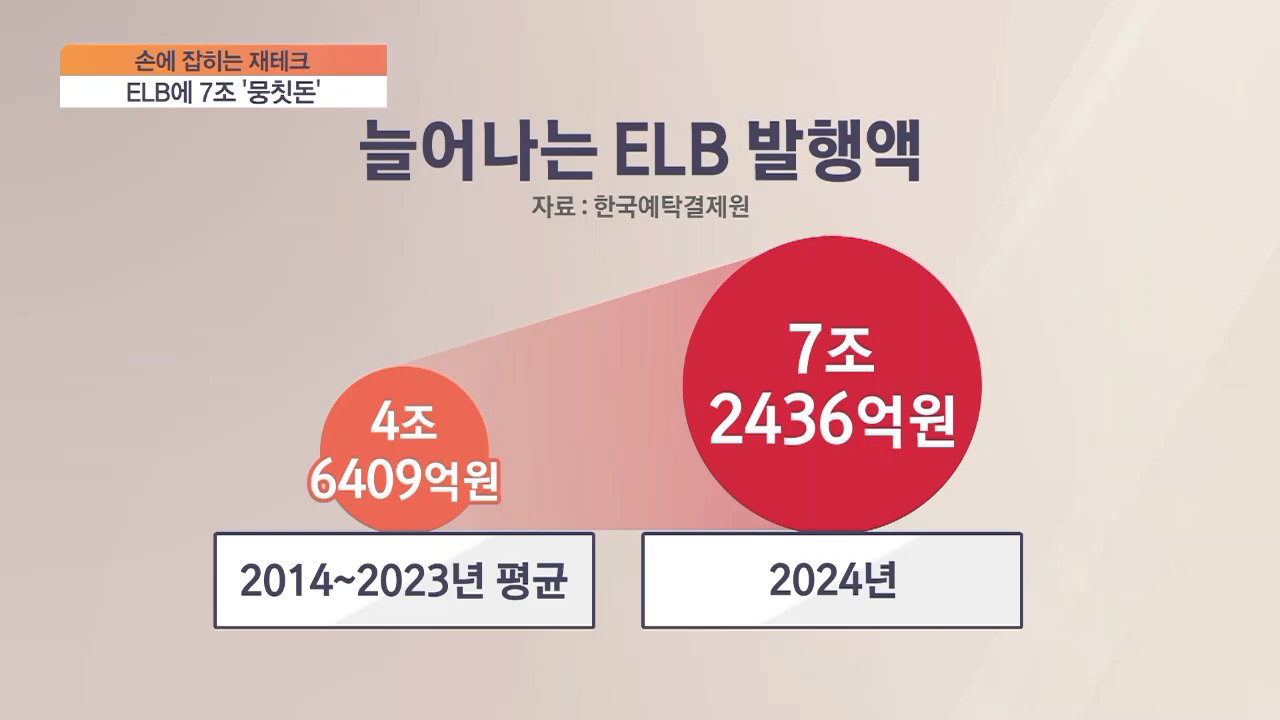 손에 잡히는 재테크
ELB에 7조 '뭉칫돈'
늘어나는 ELB 발행액
자료 : 한국예탁결제원
4조
6409억원
7조
2436억원
2014~2023년 평균
2024년